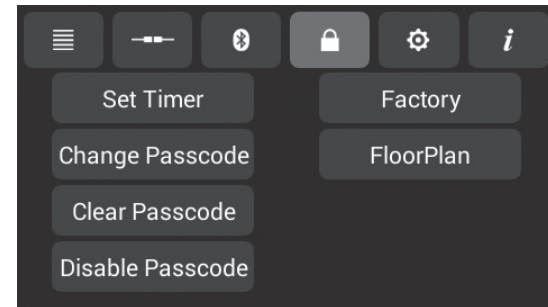 i
Set Timer
Factory
Change Passcode
FloorPlan
Clear Passcode
Disable Passcode